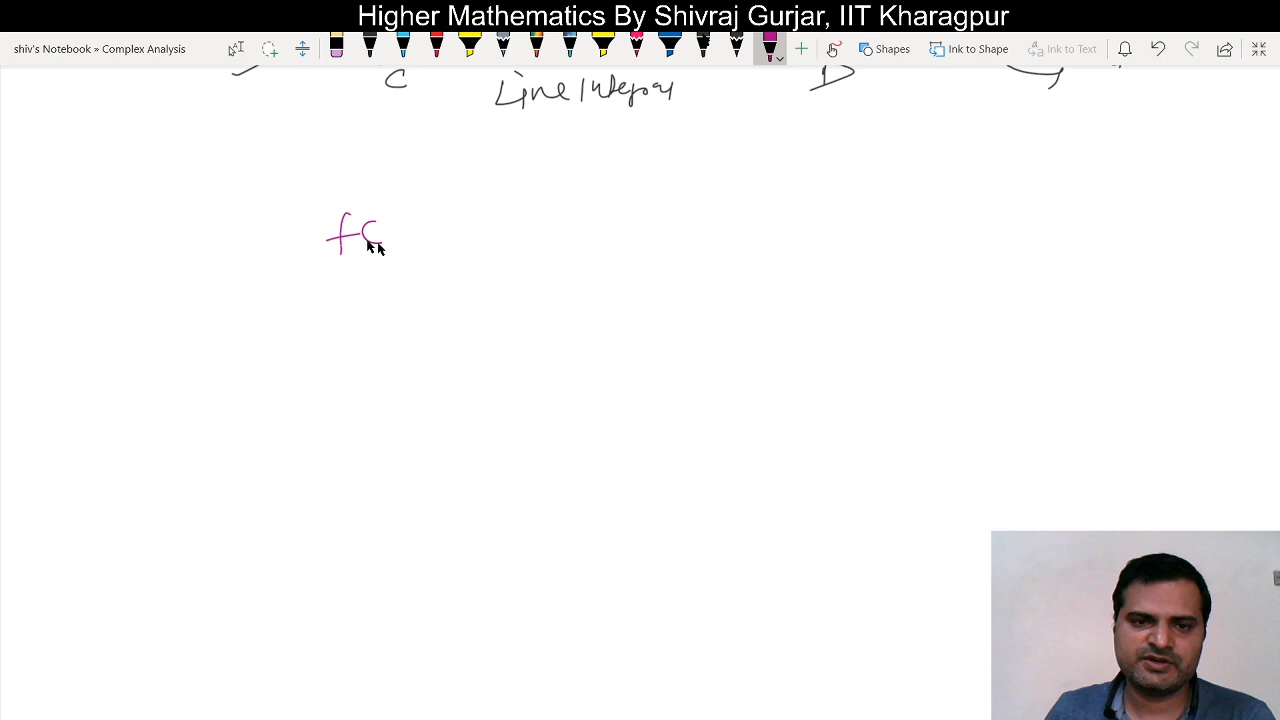 Higher Mathematics By Shivraj Gurjar, IIT Kharagpur
shiv's Notebook » Complex Analysis
Shapes
Ink to Shape
Ink to Text
C
Line Integral
D
f(